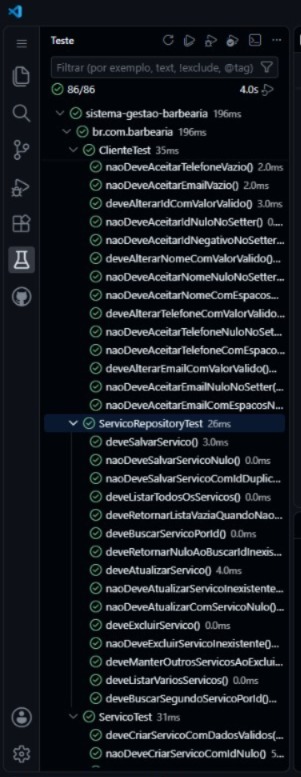 Teste
Filtrar (por exemplo, text, !exclude, @tag)
86/86 4.0s
sistema-gestao-barbearia 196ms
br.com.barbearia 196ms
ClienteTest 35ms
naoDeveAceitarTelefoneVazio() 2.0ms
naoDeveAceitarEmailVazio() 2.0ms
deveAlterarIdComValorValido() 3.0ms
naoDeveAceitarIdNuloNoSetter() 0....
naoDeveAceitarIdNegativoNoSetter...
deveAlterarNomeComValorValido()...
naoDeveAceitarNomeNuloNoSetter...
naoDeveAceitarNomeComEspacos...
deveAlterarTelefoneComValorValido...
naoDeveAceitarTelefoneNuloNoSet...
naoDeveAceitarTelefoneComEspaco...
deveAlterarEmailComValorValido()...
naoDeveAceitarEmailNuloNoSetter(...
naoDeveAceitarEmailComEspacosN...
ServicoRepositoryTest 26ms
deveSalvarServico() 3.0ms
naoDeveSalvarServicoNulo() 0.0ms
naoDeveSalvarServicoComIdDuplic...
deveListarTodosOsServicos() 0.0ms
deveRetornarListaVaziaQuandoNao...
deveBuscarServicoPorId() 0.0ms
deveRetornarNuloAoBuscarIdInexis...
deveAtualizarServico() 4.0ms
naoDeveAtualizarServicoInexistente...
naoDeveAtualizarComServicoNulo()...
deveExcluirServico() 0.0ms
naoDeveExcluirServicoInexistente()...
deveManterOutrosServicosAoExclui...
deveListarVariosServicos() 0.0ms
deveBuscarSegundoServicoPorId()...
ServicoTest 31ms
deveCriarServicoComDadosValidos(...
naoDeveCriarServicoComIdNulo() 5...